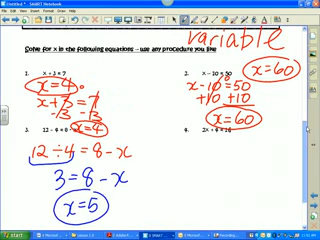 variable
Solve for x in the following equations – use any procedure you like
1. x + 3 = 7
x=4
x+3=7
-3 -3
x=4
2. x – 10 = 50
x=60
x-10=50
+10 +10
x=60
3. 12 ÷ 4 =
12 ÷ 4 = 8 - x
3 = 8 - x
x=5
4. 2x + 4 = 16
start